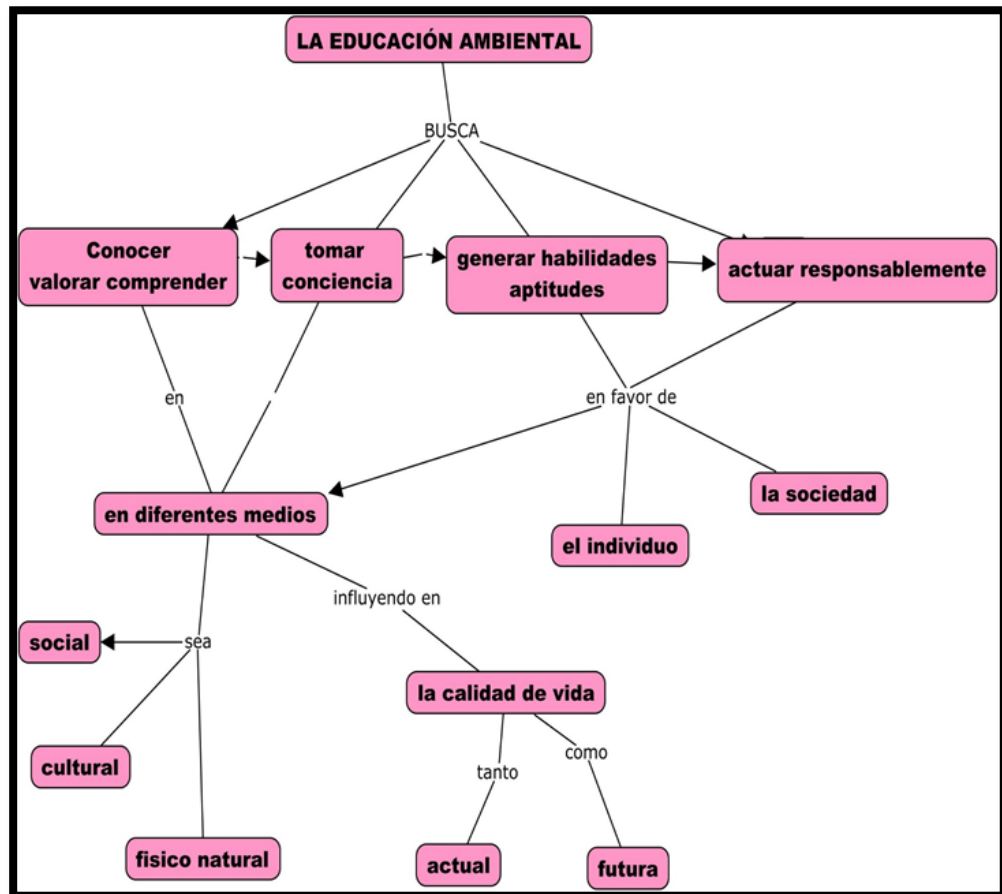 LA EDUCACIÓN AMBIENTAL
BUSCA
Conocer
valorar comprender
tomar
conciencia
generar habilidades
aptitudes
actuar responsablemente
en
en favor de
en diferentes medios
la sociedad
el individuo
influyendo en
sea
social
la calidad de vida
cultural
tanto
como
fisico natural
actual
futura